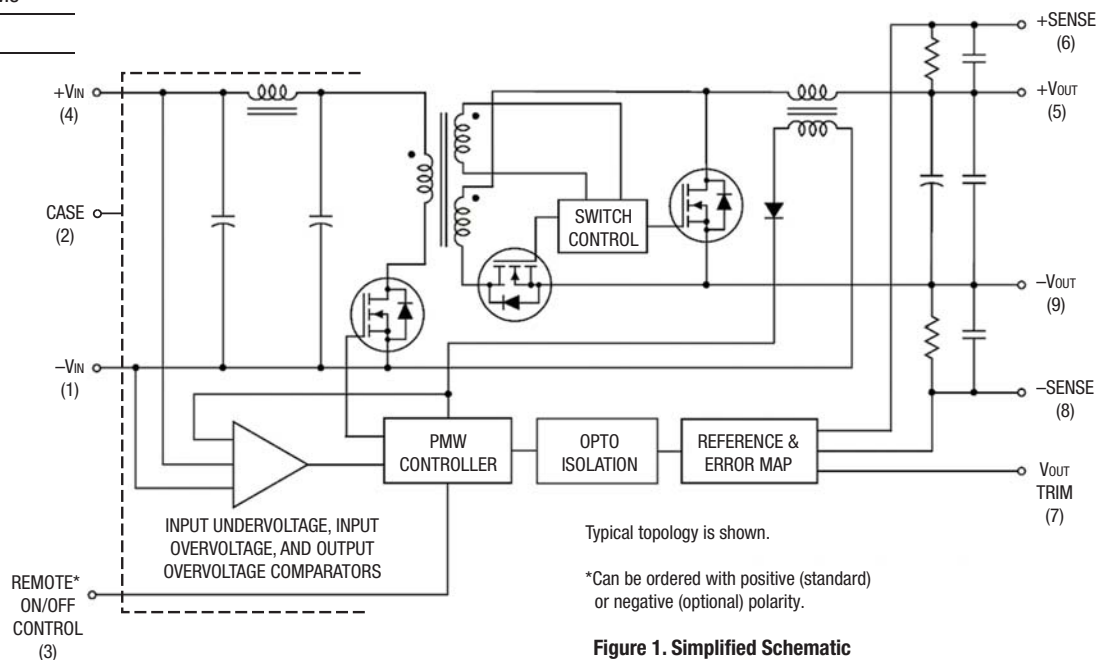 +SENSE
(6)
+VIN
(4)
+VOUT
(5)
CASE
(2)
SWITCH
CONTROL
–VOUT
(9)
–VIN
(1)
–SENSE
(8)
PMW
CONTROLLER
OPTO
ISOLATION
REFERENCE &
ERROR MAP
VOUT
TRIM
(7)
INPUT UNDERVOLTAGE, INPUT
OVERVOLTAGE, AND OUTPUT
OVERVOLTAGE COMPARATORS
Typical topology is shown.
REMOTE*
ON/OFF
CONTROL
(3)
*Can be ordered with positive (standard)
or negative (optional) polarity.
Figure 1. Simplified Schematic